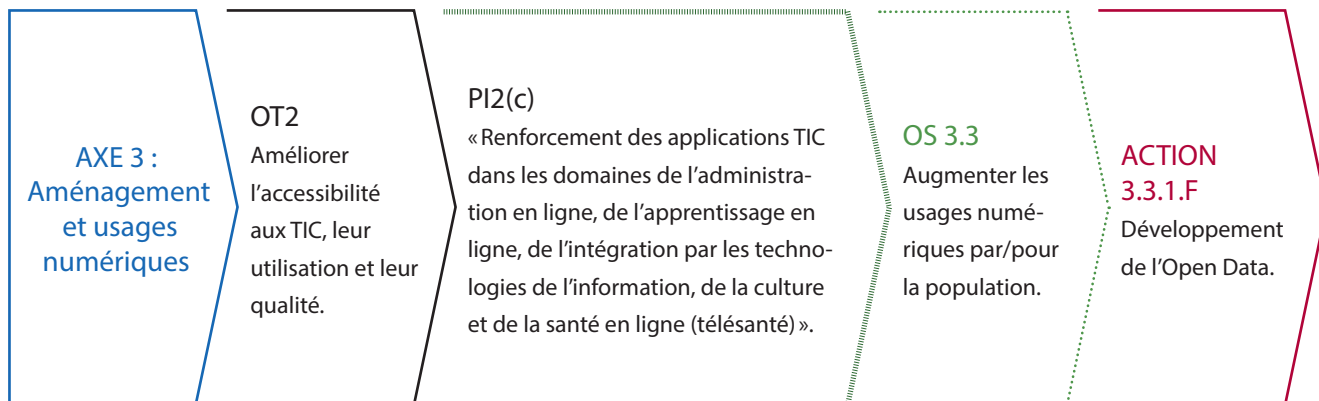 AXE 3 :
Aménagement
et usages
numériques
OT2
Améliorer
l’accessibilité
aux TIC, leur
utilisation et leur
qualité.
PI2(c)
« Renforcement des applications TIC
dans les domaines de l’administra-
tion en ligne, de l’apprentissage en
ligne, de l’intégration par les techno-
logies de l’information, de la culture
et de la santé en ligne (télésanté) ».
OS 3.3
Augmenter les
usages numé-
riques par/pour
la population.
ACTION
3.3.1.F
Développement
de l’Open Data.